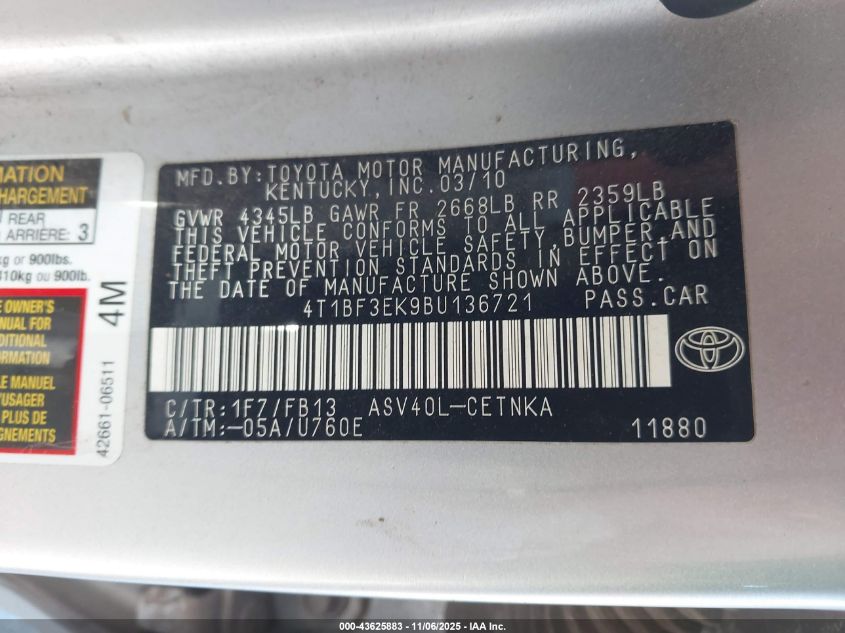 MATION
CHARGEMENT
REAR
ARRIÈRE: 3
kg or 900lbs.
410kg ou 900lb.
E OWNER'S
NUAL FOR
DITIONAL
ORMATION
LE MANUEL
'USAGER
PLUS DE
GNEMENTS
42661-06511
4M
MFD.BY:TOYOTA MOTOR MANUFACTURING,
KENTUCKY, INC. 03/10
GVWR 4345LB GAWR FR 2668LB RR 2359LB
THIS VEHICLE CONFORMS TO ALL APPLICABLE
FEDERAL MOTOR VEHICLE SAFETY,BUMPER,AND
THEFT PREVENTION STANDARDS IN EFFECT ON
THE DATE OF MANUFACTURE SHOWN ABOVE.
4T1BF3EK9BU136721 PASS.CAR
C/TR:1F7/FB13 ASV40L-CETNKA
A/TM:-05A/U760E 11880
000-43625883 - 11/06/2025 - IAA Inc.